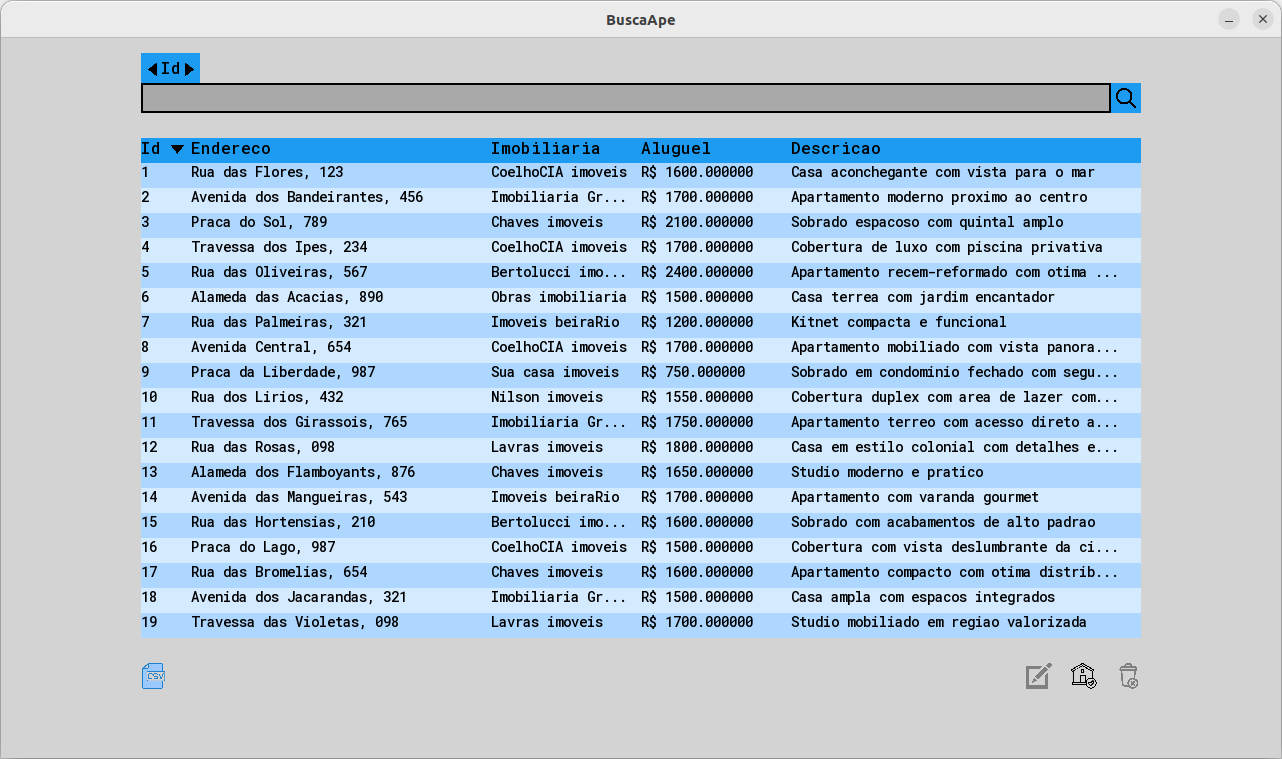 BuscaApe
Id
Id Endereco Imobiliaria Aluguel Descricao
1 Rua das Flores, 123 CoelhoCIA imoveis R$ 1600.000000 Casa aconchegante com vista para o mar
2 Avenida dos Bandeirantes, 456 Imobiliaria Gr... R$ 1700.000000 Apartamento moderno proximo ao centro
3 Praca do Sol, 789 Chaves imoveis R$ 2100.000000 Sobrado espacoso com quintal amplo
4 Travessa dos Ipes, 234 CoelhoCIA imoveis R$ 1700.000000 Cobertura de luxo com piscina privativa
5 Rua das Oliveiras, 567 Bertolucci imo... R$ 2400.000000 Apartamento recem-reformado com otima ...
6 Alameda das Acacias, 890 Obras imobiliaria R$ 1500.000000 Casa terrea com jardim encantador
7 Rua das Palmeiras, 321 Imoveis beiraRio R$ 1200.000000 Kitnet compacta e funcional
8 Avenida Central, 654 CoelhoCIA imoveis R$ 1700.000000 Apartamento mobiliado com vista panora...
9 Praca da Liberdade, 987 Sua casa imoveis R$ 750.000000 Sobrado em condominio fechado com segu...
10 Rua dos Lirios, 432 Nilson imoveis R$ 1550.000000 Cobertura duplex com area de lazer com...
11 Travessa dos Girassois, 765 Imobiliaria Gr... R$ 1750.000000 Apartamento terreo com acesso direto a...
12 Rua das Rosas, 098 Lavras imoveis R$ 1800.000000 Casa em estilo colonial com detalhes e...
13 Alameda dos Flamboyants, 876 Chaves imoveis R$ 1650.000000 Studio moderno e pratico
14 Avenida das Mangueiras, 543 Imoveis beiraRio R$ 1700.000000 Apartamento com varanda gourmet
15 Rua das Hortensias, 210 Bertolucci imo... R$ 1600.000000 Sobrado com acabamentos de alto padrao
16 Praca do Lago, 987 CoelhoCIA imoveis R$ 1500.000000 Cobertura com vista deslumbrante da ci...
17 Rua das Bromelias, 654 Chaves imoveis R$ 1600.000000 Apartamento compacto com otima distrib...
18 Avenida dos Jacarandas, 321 Imobiliaria Gr... R$ 1500.000000 Casa ampla com espacos integrados
19 Travessa das Violetas, 098 Lavras imoveis R$ 1700.000000 Studio mobiliado em regiao valorizada
CSV